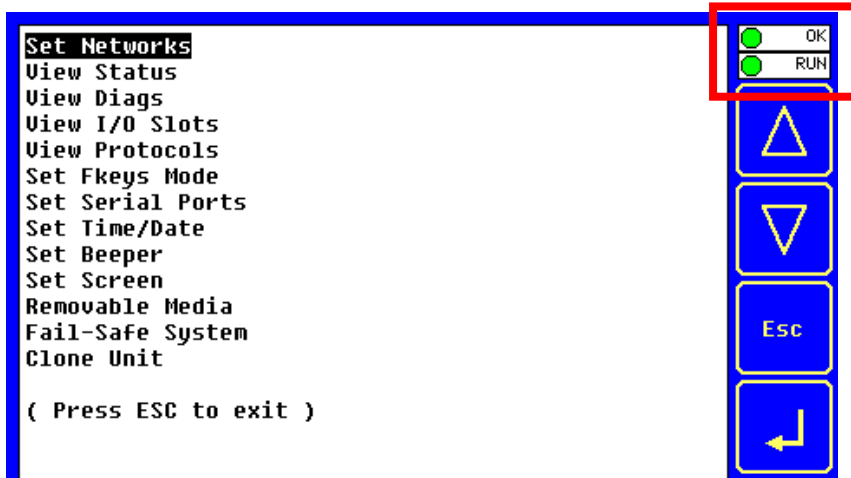 Set Networks
View Status
View Diags
View I/O Slots
View Protocols
Set Fkeys Mode
Set Serial Ports
Set Time/Date
Set Beeper
Set Screen
Removable Media
Fail-Safe System
Clone Unit
( Press ESC to exit )
OK
RUN
Esc